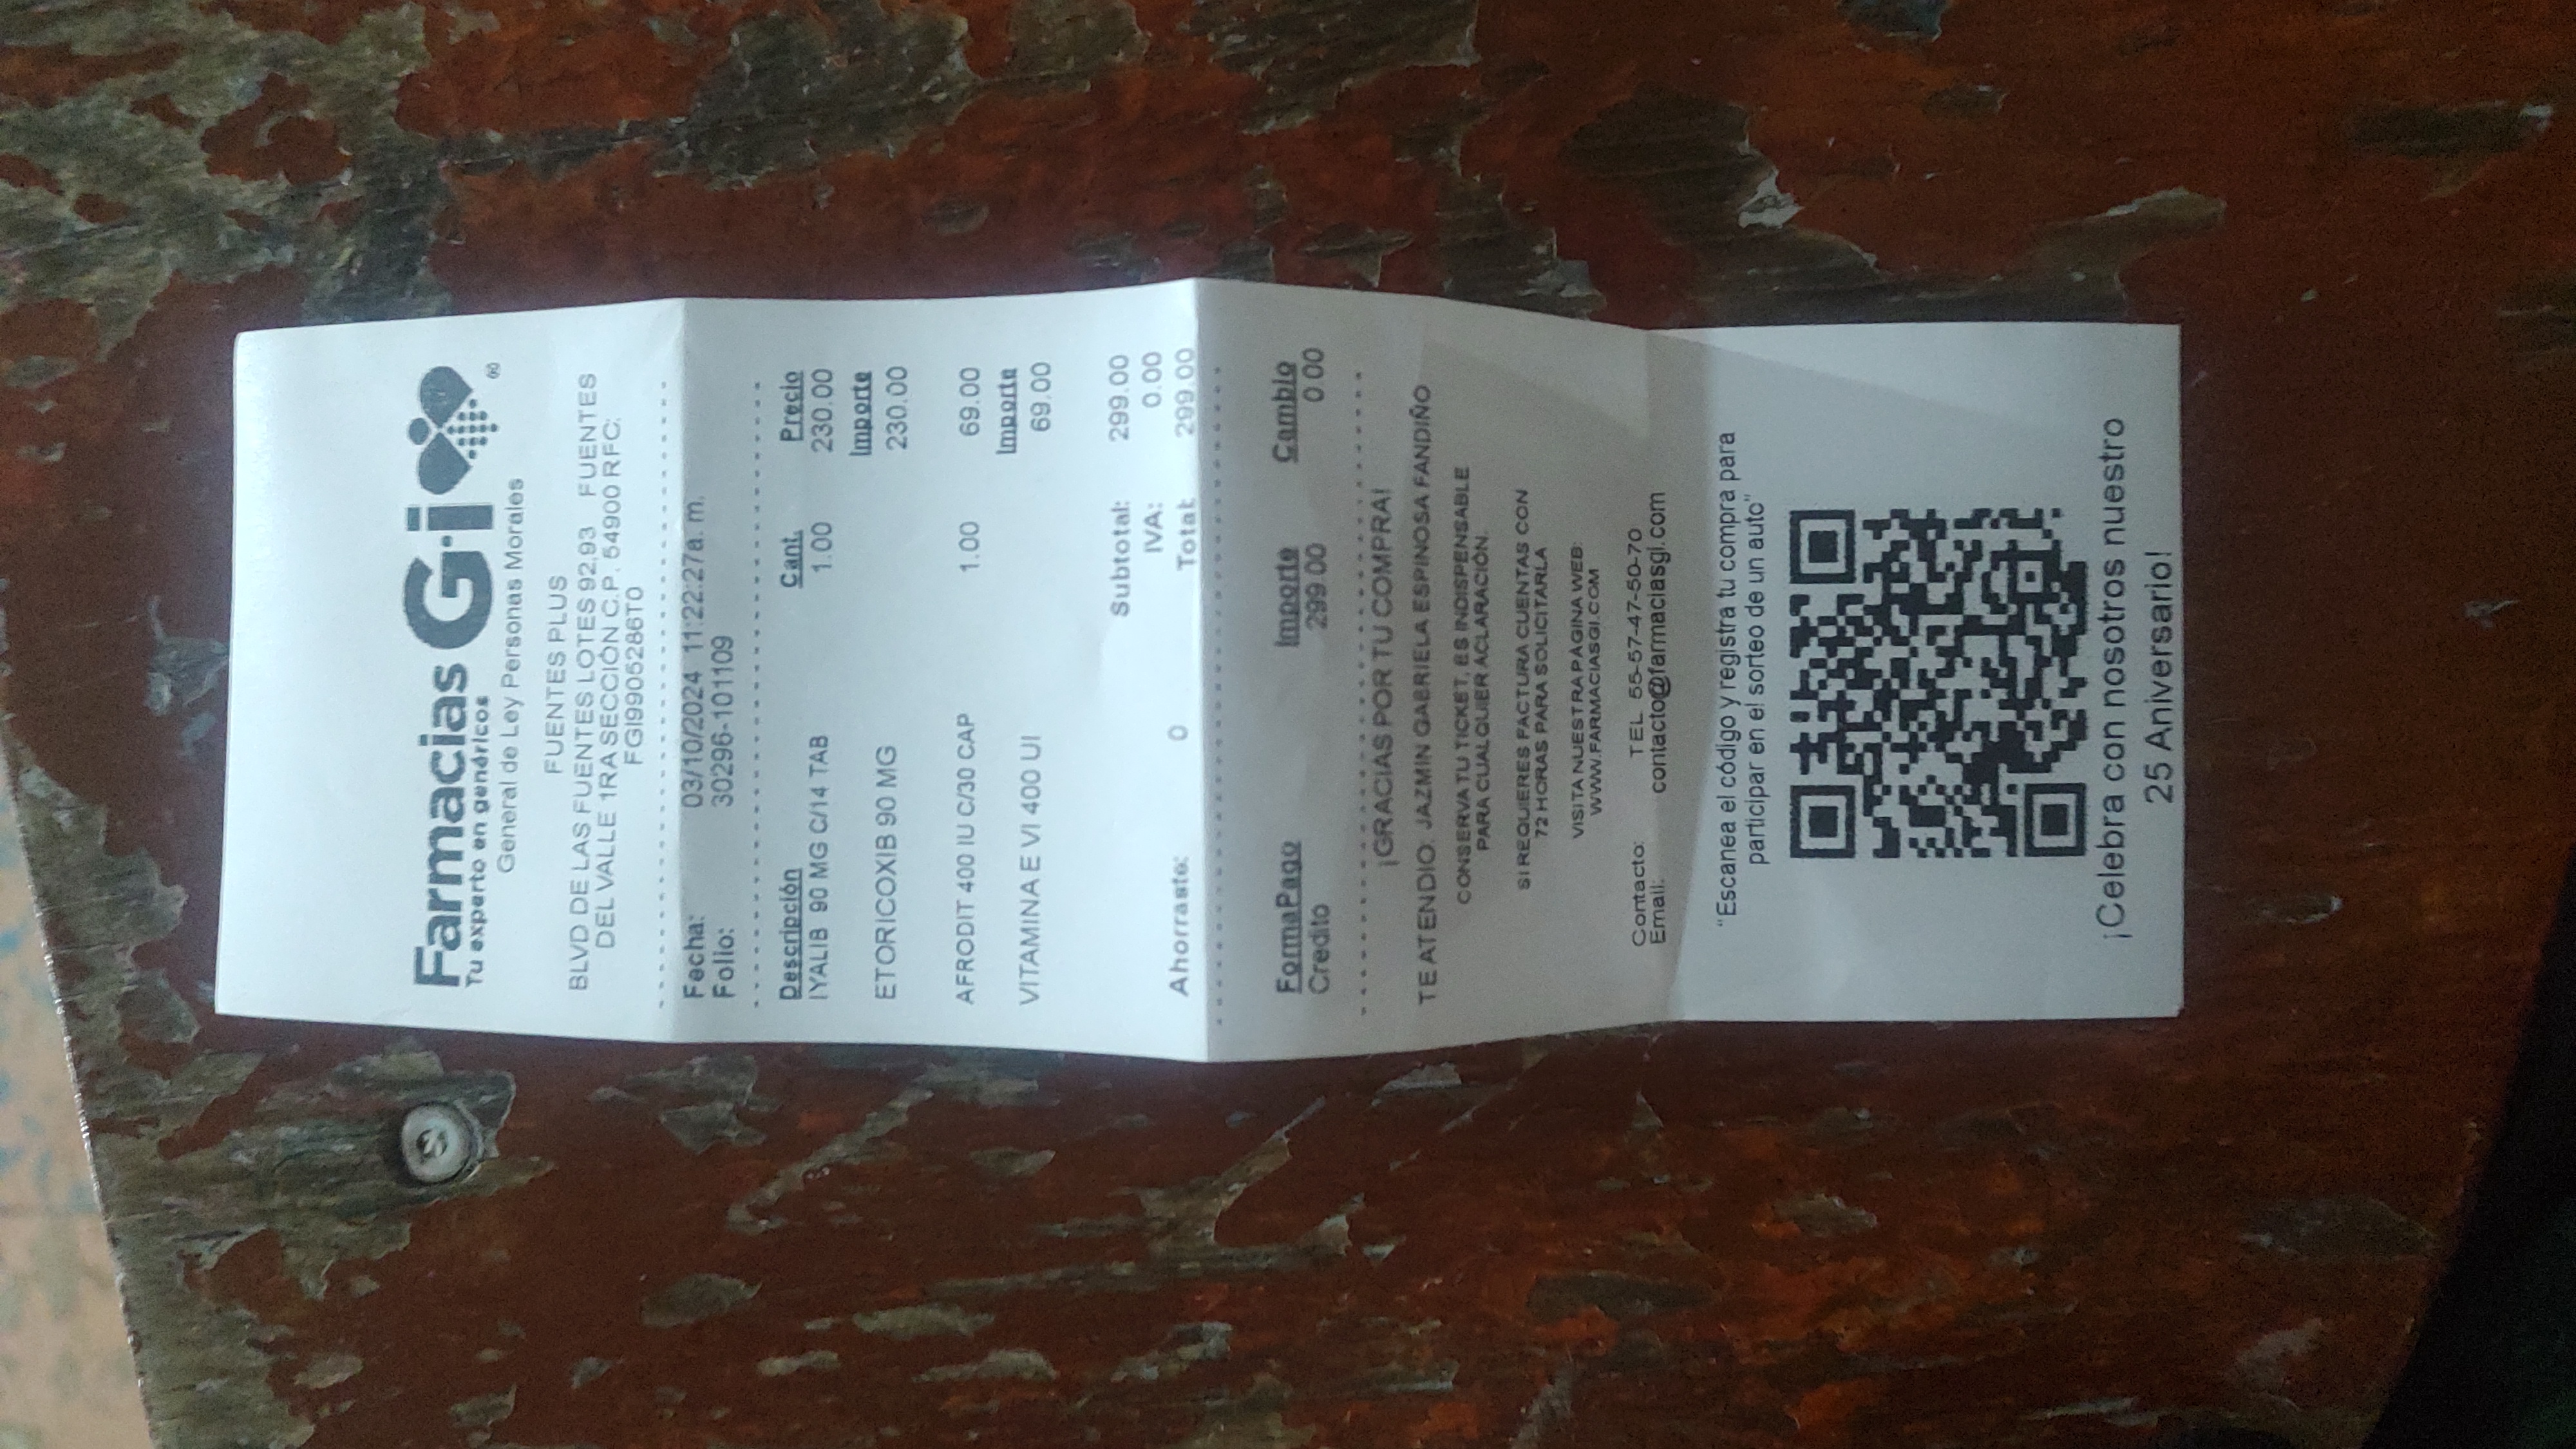 Farmacias Gi
Tu experto en genéricos
®
General de Ley Personas Morales
FUENTES PLUS
BLVD DE LAS FUENTES LOTES 92,93 FUENTES
DEL VALLE 1RA SECCIÓN C.P. 54900 RFC:
FGI9905286T0
Fecha: 03/10/2024 11:22:27a. m.
Folio: 30296-101109
Descripción Cant. Precio
IYALIB 90 MG C/14 TAB 1.00 230.00
Importe
ETORICOXIB 90 MG 230.00
AFRODIT 400 IU C/30 CAP 1.00 69.00
Importe
VITAMINA E VI 400 UI 69.00
Subtotal: 299.00
IVA: 0.00
Ahorraste: 0 Total: 299.00
FormaPago Importe Cambio
Credito 299.00 0.00
¡GRACIAS POR TU COMPRA!
TE ATENDIO: JAZMIN GABRIELA ESPINOSA FANDIÑO
CONSERVA TU TICKET, ES INDISPENSABLE
PARA CUALQUIER ACLARACIÓN.
SI REQUIERES FACTURA CUENTAS CON
72 HORAS PARA SOLICITARLA
VISITA NUESTRA PÁGINA WEB:
WWW.FARMACIASGI.COM
Contacto: TEL 55-57-47-50-70
Email: contacto@farmaciasgi.com
"Escanea el código y registra tu compra para
participar en el sorteo de un auto"
¡Celebra con nosotros nuestro
25 Aniversario!